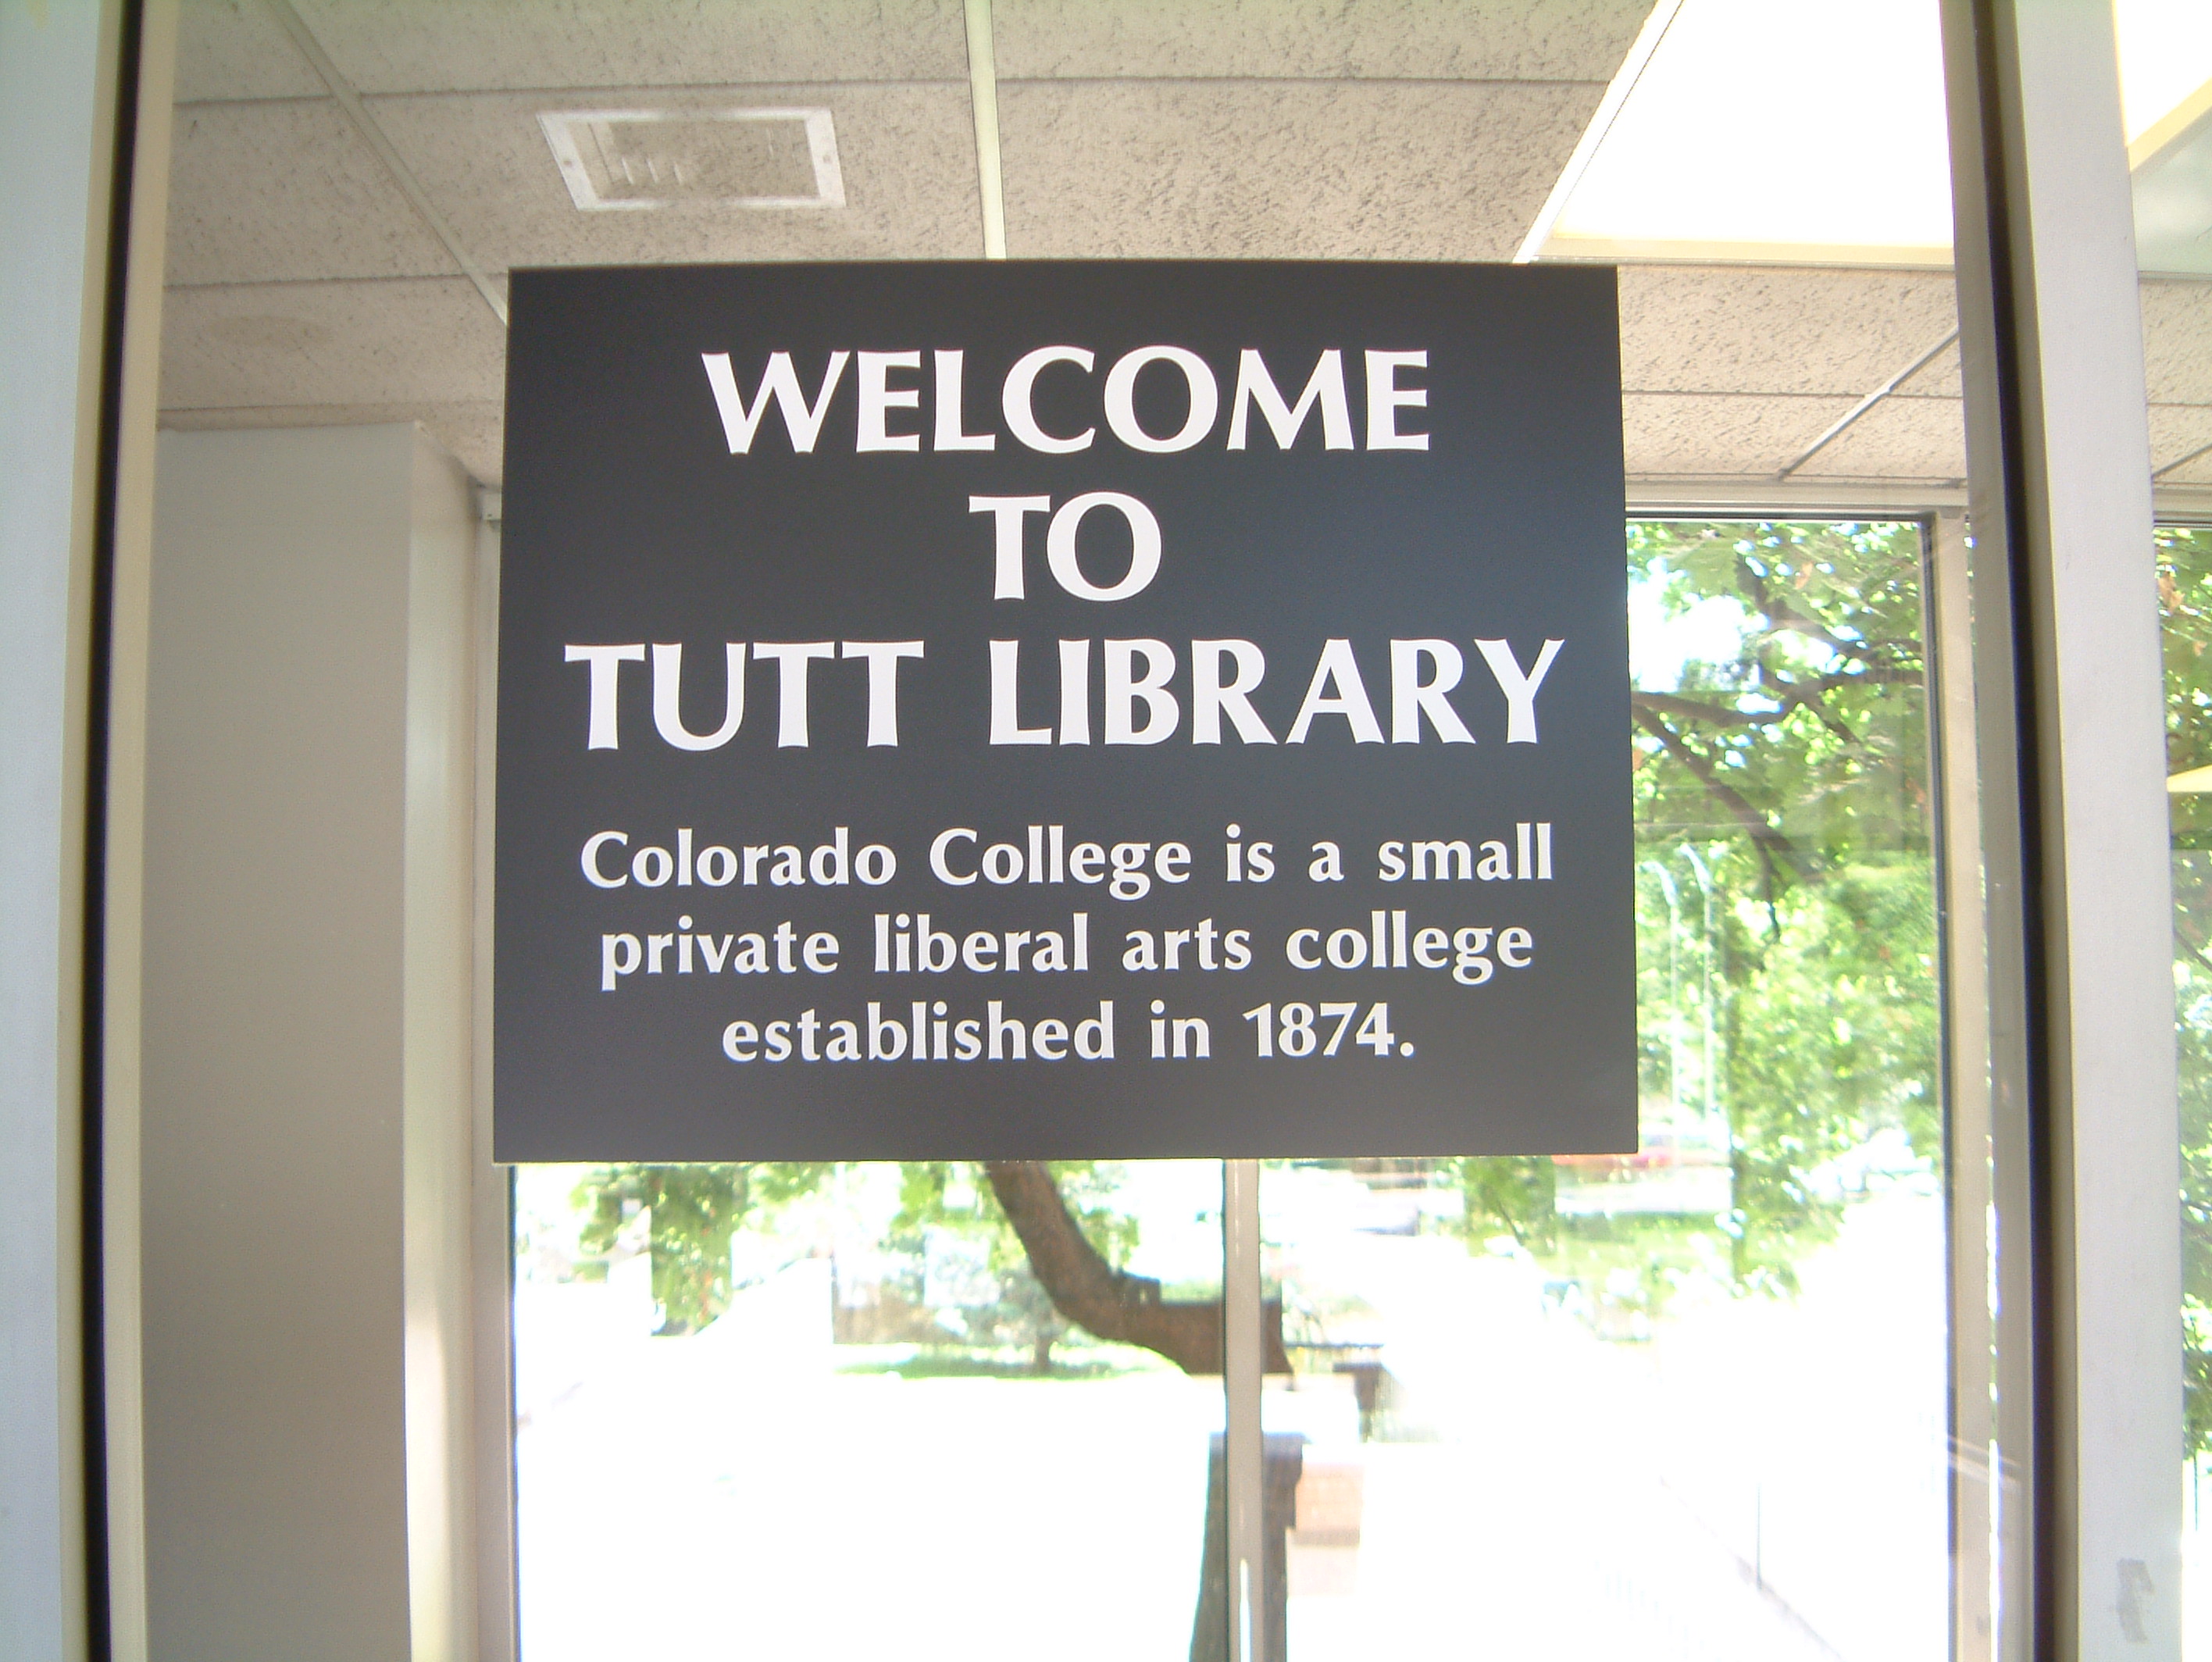 WELCOME
TO
TUTT LIBRARY
Colorado College is a small
private liberal arts college
established in 1874.